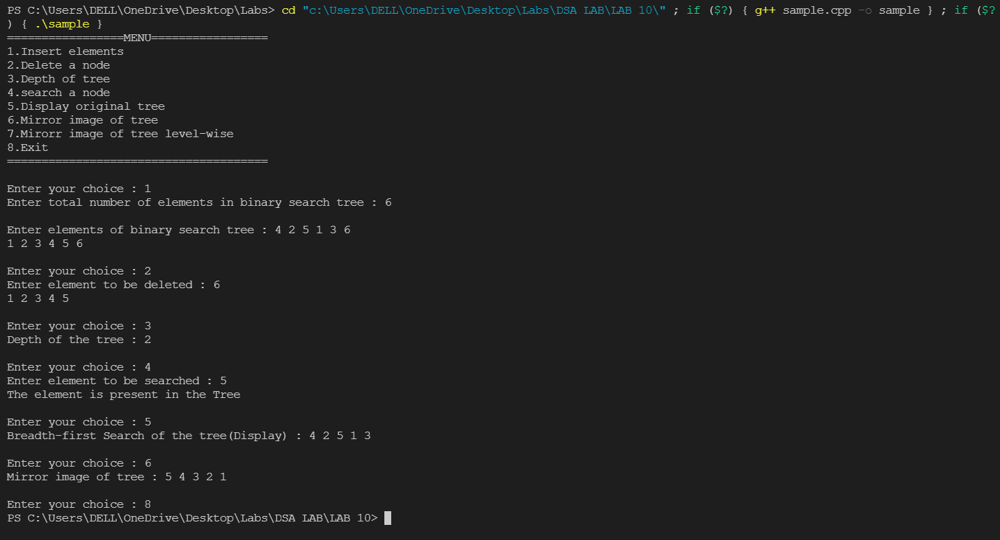 PS C:\Users\DELL\OneDrive\Desktop\Labs> cd "c:\Users\DELL\OneDrive\Desktop\Labs\DSA LAB\LAB 10\" ; if ($?) { g++ sample.cpp -o sample } ; if ($?
) { .\sample }
=================MENU=================
1.Insert elements
2.Delete a node
3.Depth of tree
4.search a node
5.Display original tree
6.Mirror image of tree
7.Mirorr image of tree level-wise
8.Exit
======================================
Enter your choice : 1
Enter total number of elements in binary search tree : 6
Enter elements of binary search tree : 4 2 5 1 3 6
1 2 3 4 5 6
Enter your choice : 2
Enter element to be deleted : 6
1 2 3 4 5
Enter your choice : 3
Depth of the tree : 2
Enter your choice : 4
Enter element to be searched : 5
The element is present in the Tree
Enter your choice : 5
Breadth-first Search of the tree(Display) : 4 2 5 1 3
Enter your choice : 6
Mirror image of tree : 5 4 3 2 1
Enter your choice : 8
PS C:\Users\DELL\OneDrive\Desktop\Labs\DSA LAB\LAB 10>